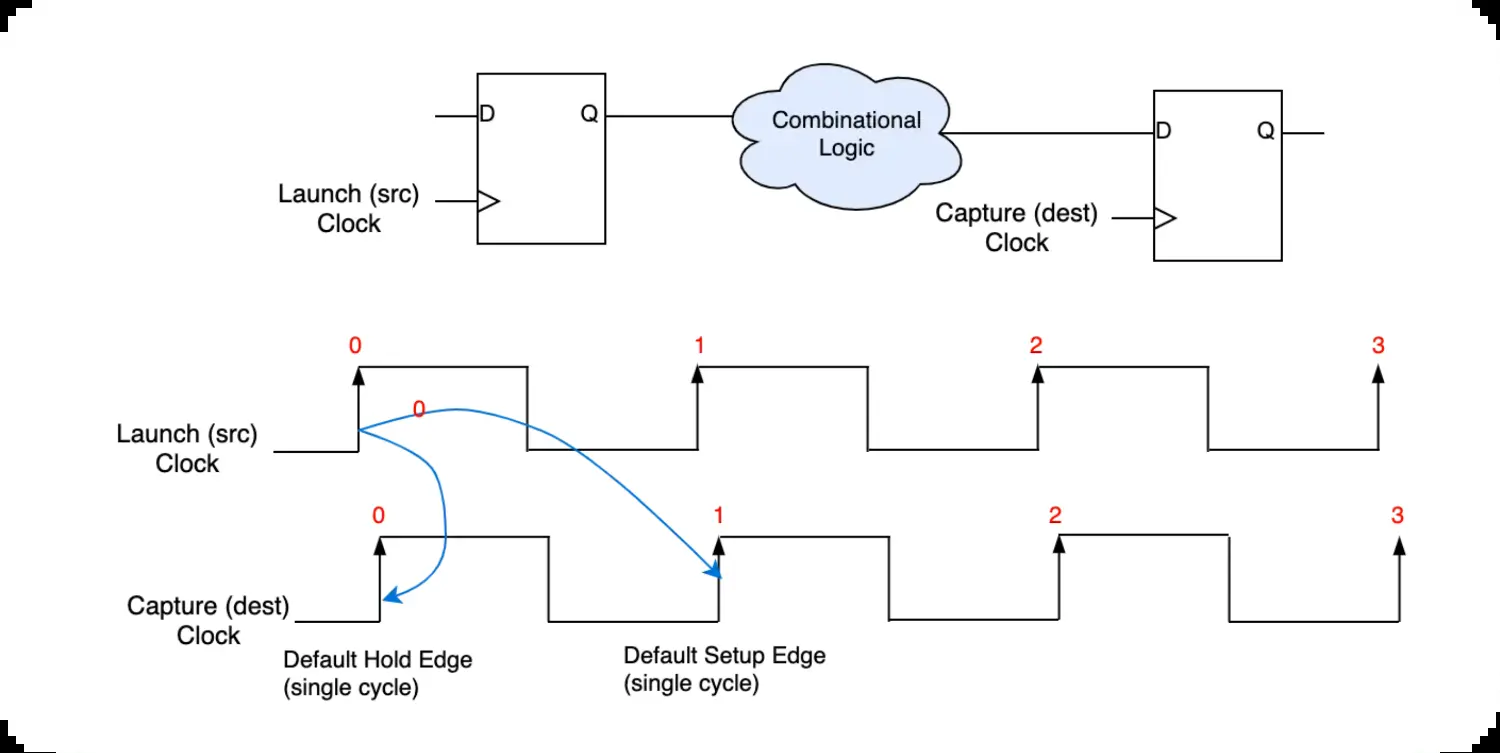 D
Q
Combinational
Logic
D
Q
Launch (src)
Clock
Capture (dest)
Clock
0
1
2
3
0
Launch (src)
Clock
0
1
2
3
Capture (dest)
Clock
Default Hold Edge
(single cycle)
Default Setup Edge
(single cycle)